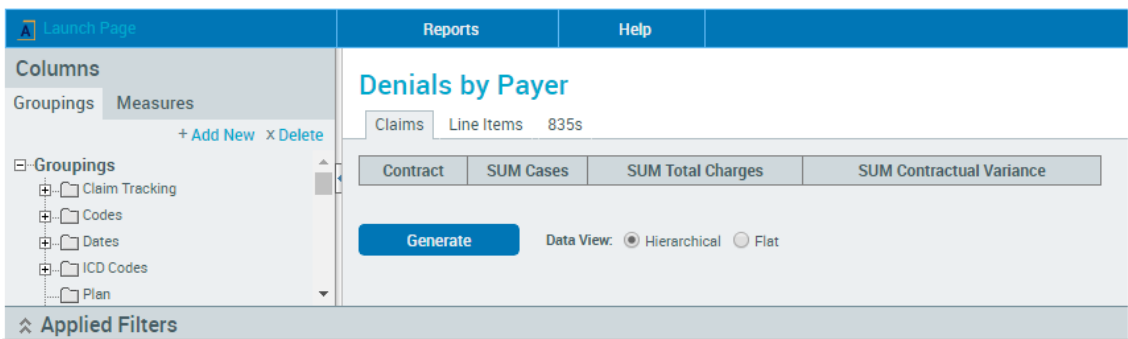 Launch Page Reports Help
Columns
Groupings Measures
+ Add New x Delete
Groupings
Claim Tracking
Codes
Dates
ICD Codes
Plan
Denials by Payer
Claims Line Items 835s
Contract SUM Cases SUM Total Charges SUM Contractual Variance
Generate Data View: Hierarchical Flat
Applied Filters